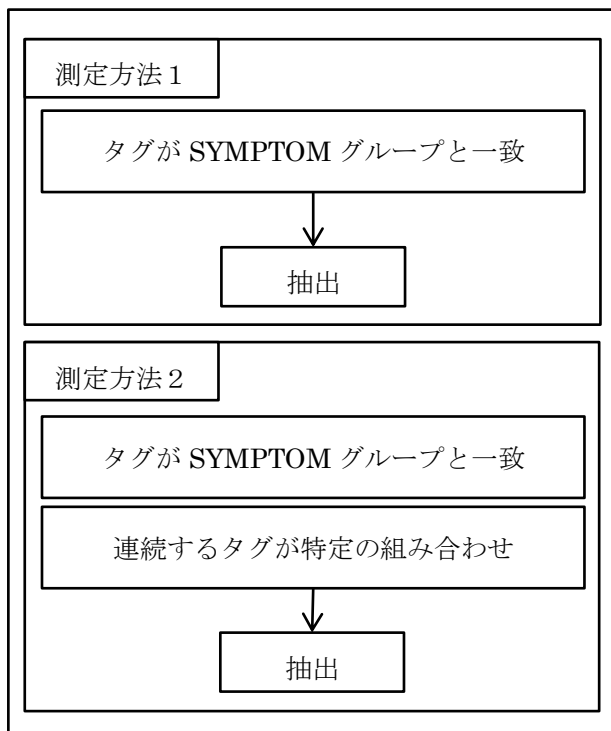 測定方法１
タグが SYMPTOM グループと一致
抽出
測定方法２
タグが SYMPTOM グループと一致
連続するタグが特定の組み合わせ
抽出